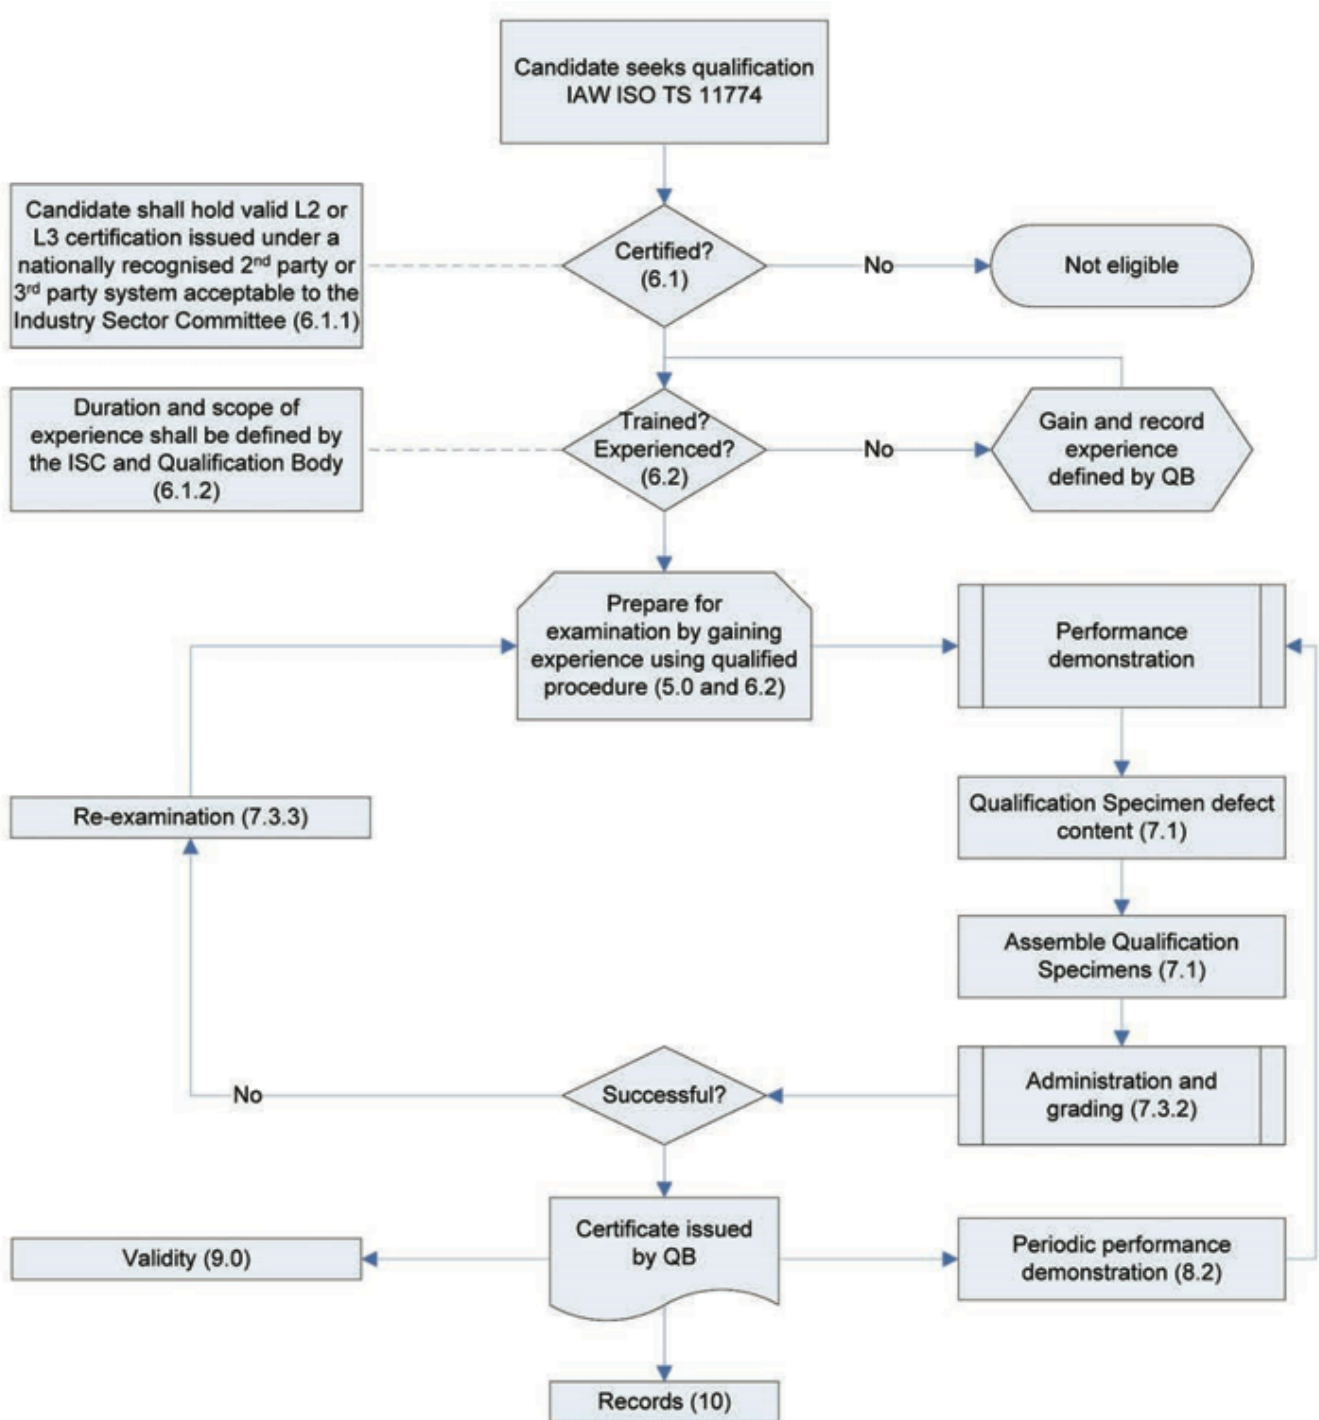 Candidate seeks qualification
IAW ISO TS 11774
Candidate shall hold valid L2 or
L3 certification issued under a
nationally recognised 2nd party or
3rd party system acceptable to the
Industry Sector Committee (6.1.1)
Certified?
(6.1)
No
Not eligible
Duration and scope of
experience shall be defined by
the ISC and Qualification Body
(6.1.2)
Trained?
Experienced?
(6.2)
No
Gain and record
experience
defined by QB
Prepare for
examination by gaining
experience using qualified
procedure (5.0 and 6.2)
Performance
demonstration
Re-examination (7.3.3)
Qualification Specimen defect
content (7.1)
Assemble Qualification
Specimens (7.1)
No
Successful?
Administration and
grading (7.3.2)
Validity (9.0)
Certificate issued
by QB
Periodic performance
demonstration (8.2)
Records (10)